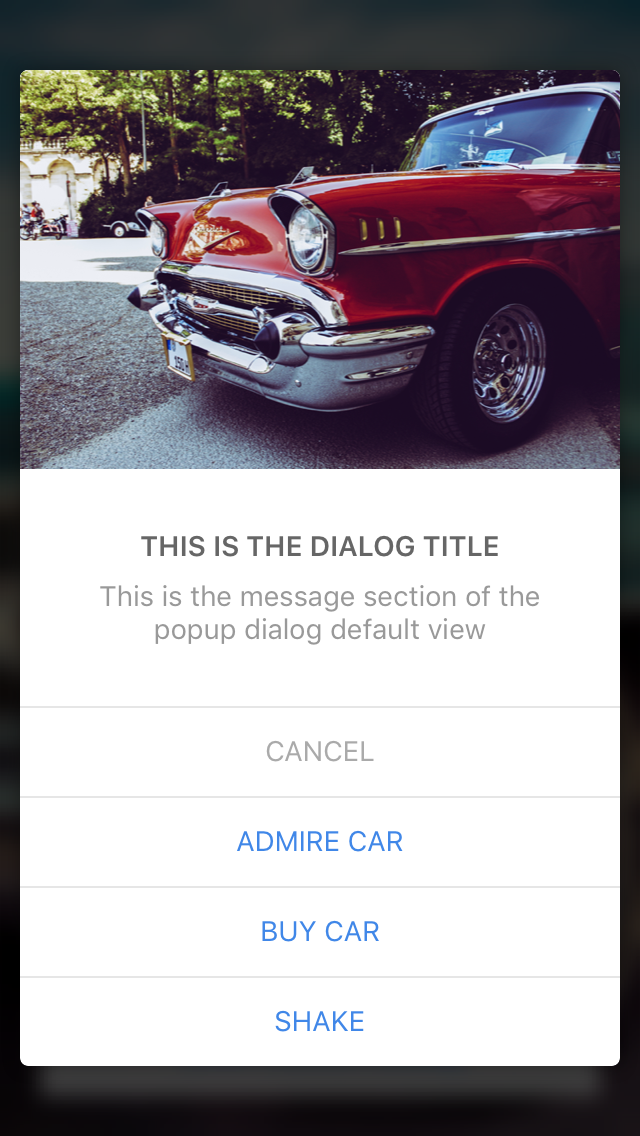 THIS IS THE DIALOG TITLE
This is the message section of the
popup dialog default view
CANCEL
ADMIRE CAR
BUY CAR
SHAKE